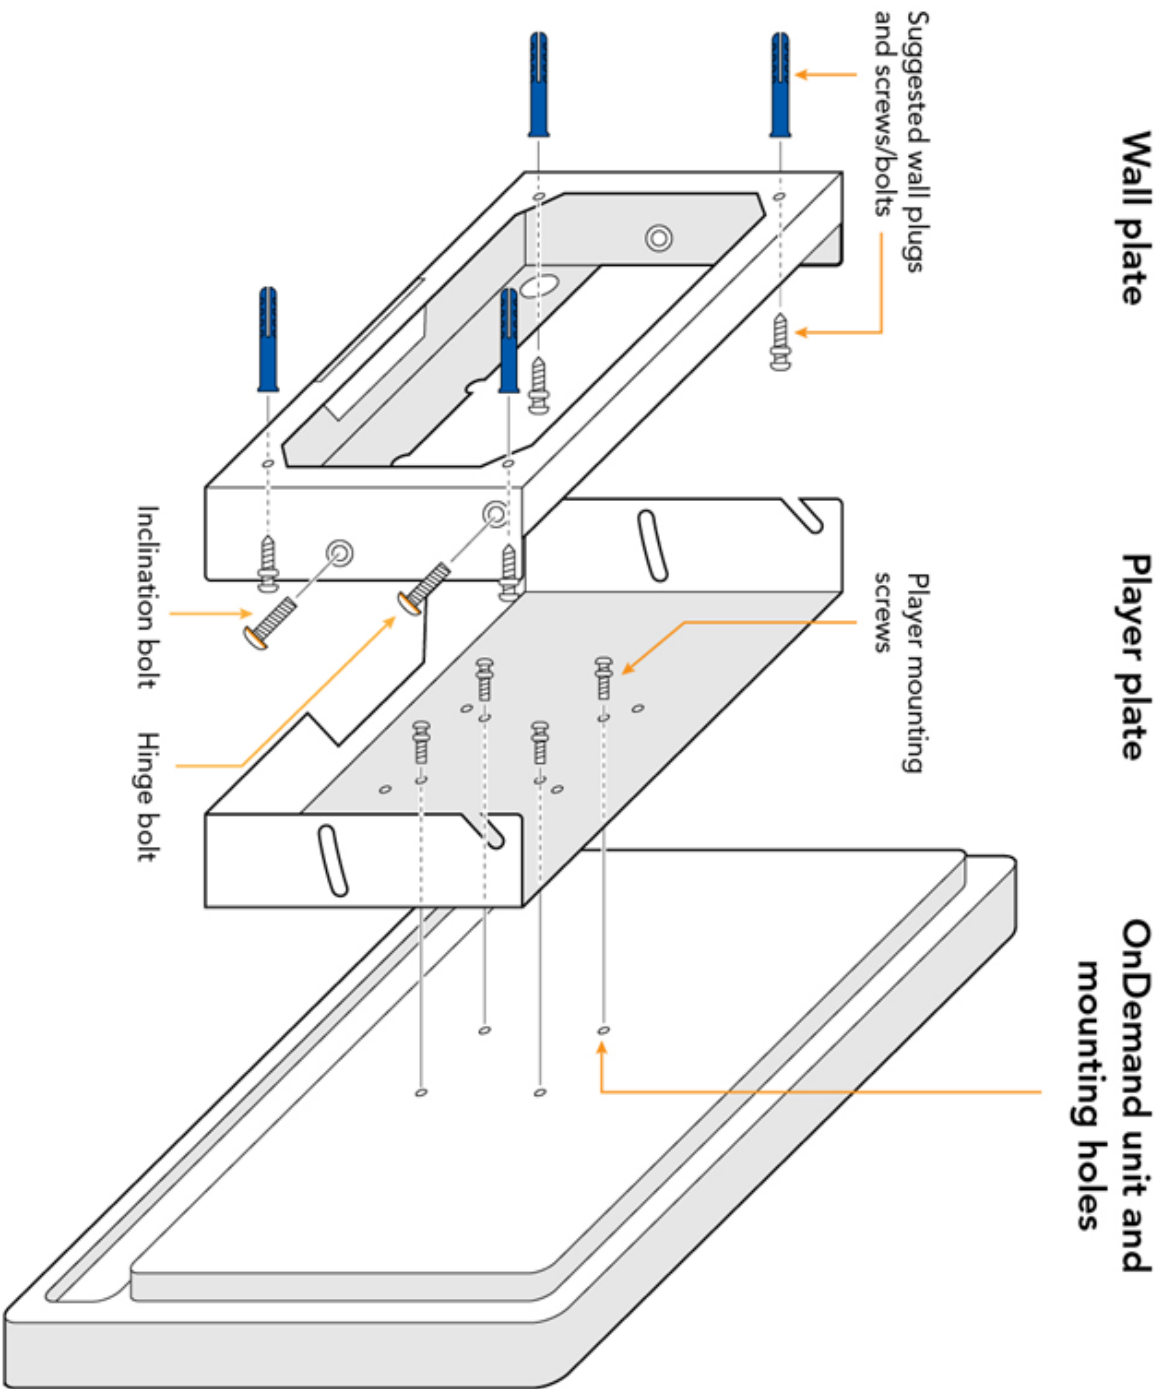 Wall plate
Player plate
OnDemand unit and
mounting holes
Suggested wall plugs
and screws/bolts
Player mounting
screws
Inclination bolt
Hinge bolt